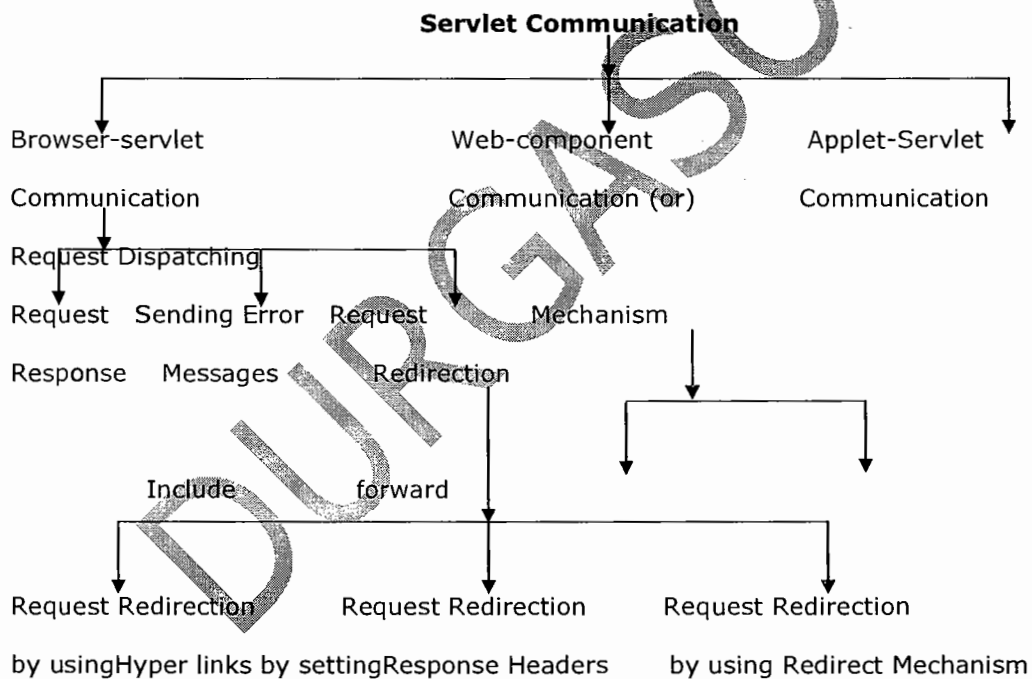 Servlet Communication
Browser-servlet Web-component Applet-Servlet
Communication Communication (or) Communication
Request Dispatching
Request Sending Error Request Mechanism
Response Messages Redirection
Include forward
Request Redirection Request Redirection Request Redirection
by usingHyper links by settingResponse Headers by using Redirect Mechanism
DURGASO